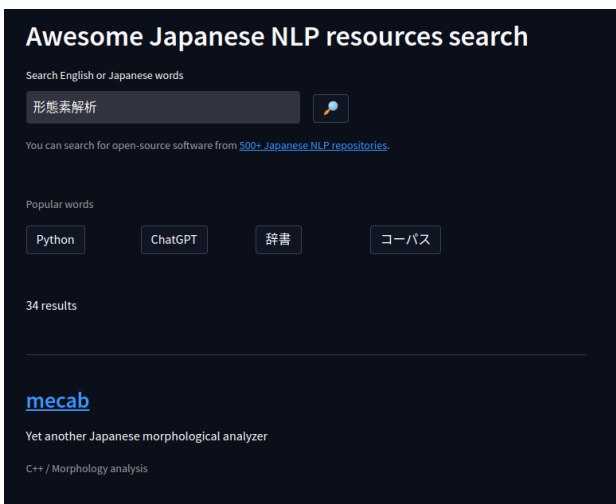 Awesome Japanese NLP resources search
Search English or Japanese words
形態素解析
You can search for open-source software from 500+ Japanese NLP repositories.
Popular words
Python ChatGPT 辞書 コーパス
34 results
mecab
Yet another Japanese morphological analyzer
C++ / Morphology analysis